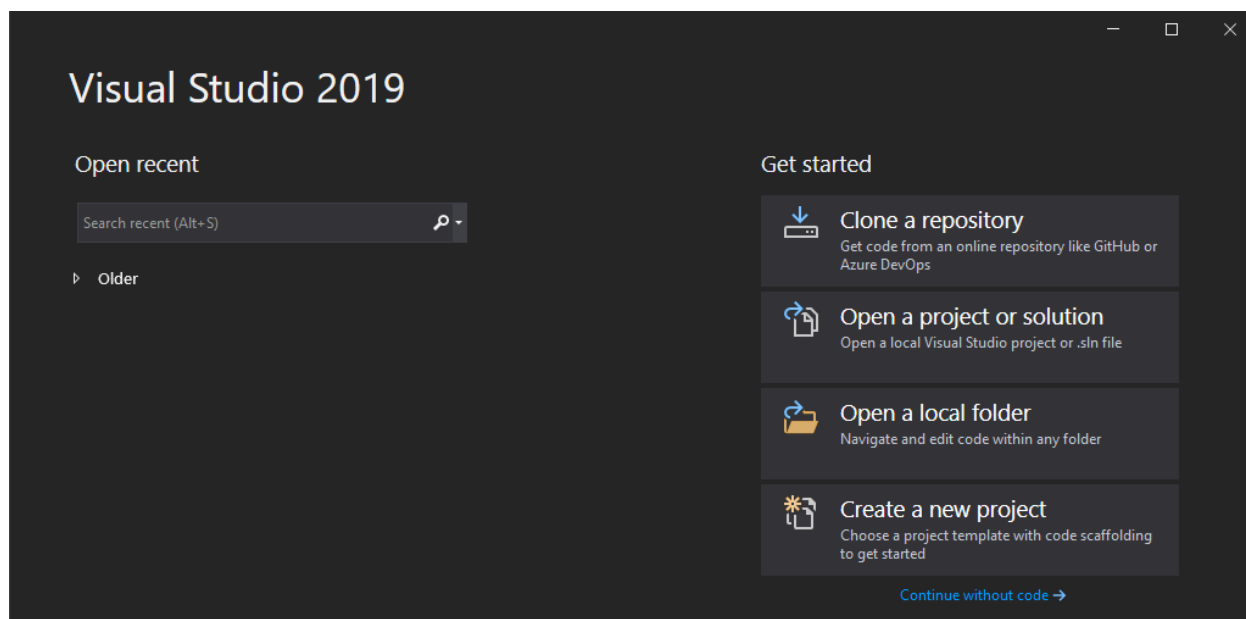 Visual Studio 2019
Open recent
Search recent (Alt+S)
Older
Get started
Clone a repository
Get code from an online repository like GitHub or
Azure DevOps
Open a project or solution
Open a local Visual Studio project or .sln file
Open a local folder
Navigate and edit code within any folder
Create a new project
Choose a project template with code scaffolding
to get started
Continue without code →